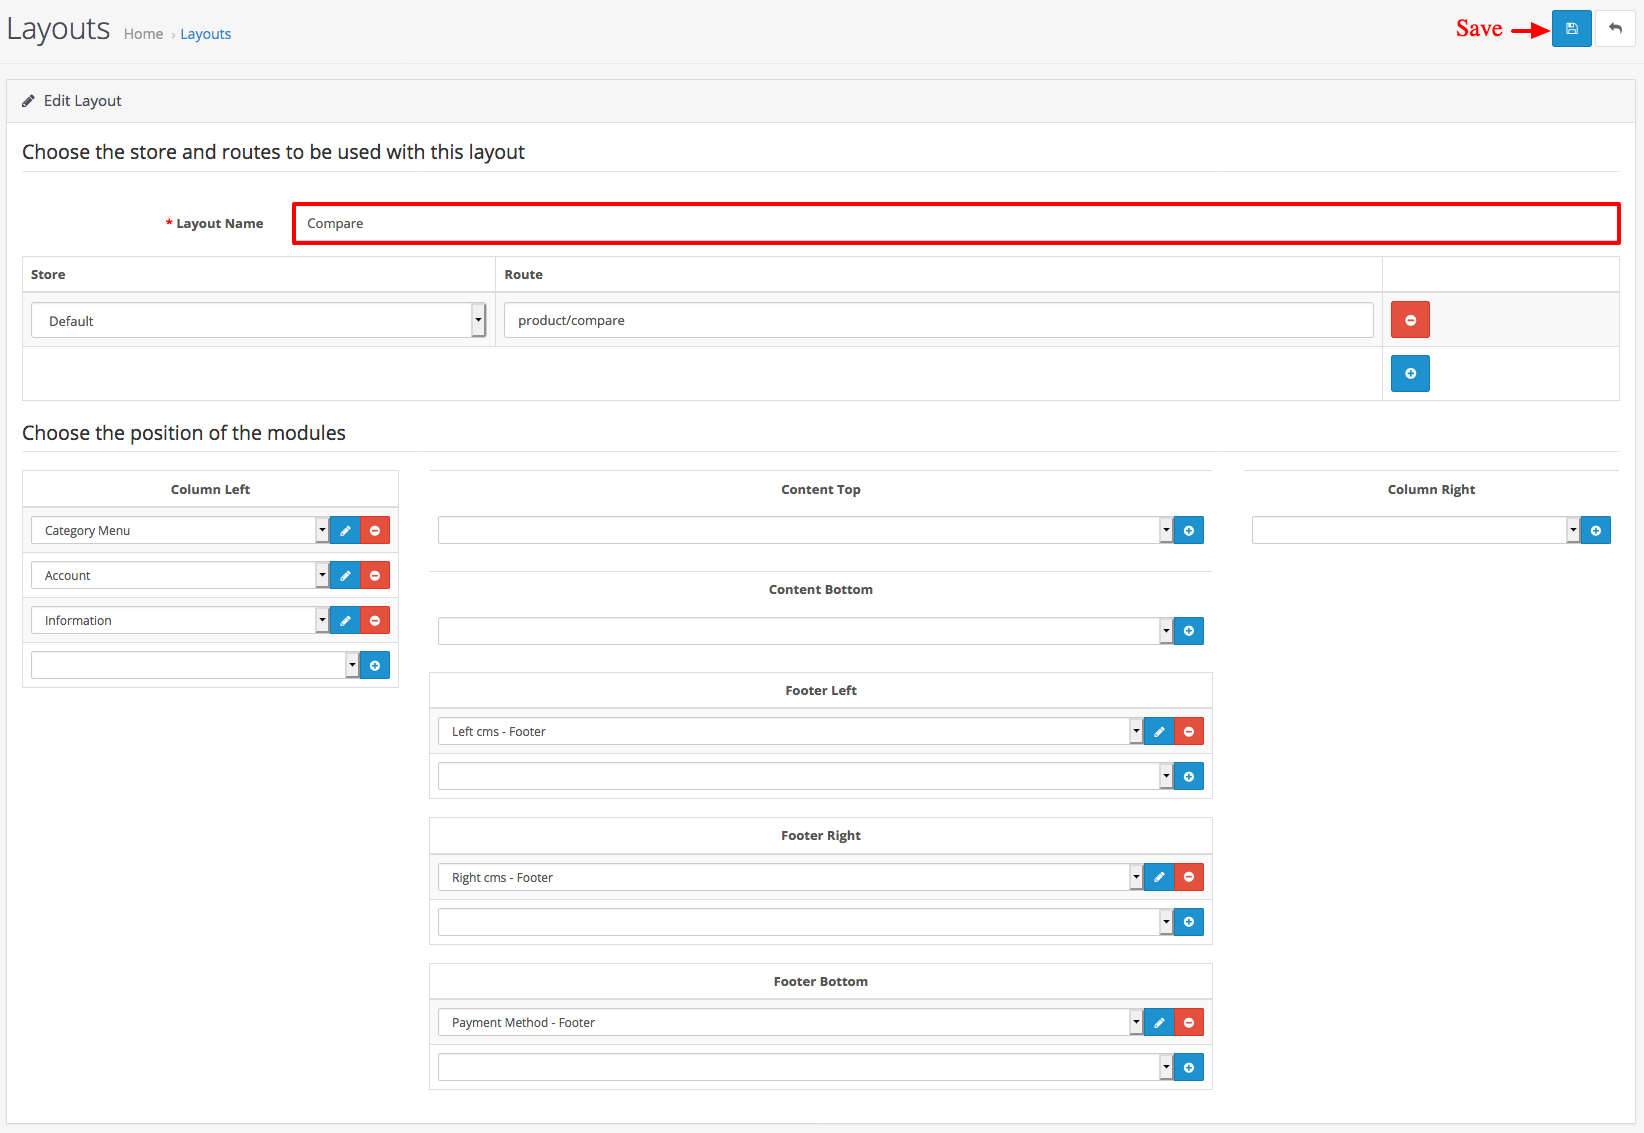 Layouts Home › Layouts
Save
Edit Layout
Choose the store and routes to be used with this layout
* Layout Name Compare
Store Route
Default product/compare
Choose the position of the modules
Column Left
Category Menu
Account
Information
Content Top
Content Bottom
Footer Left
Left cms - Footer
Footer Right
Right cms - Footer
Footer Bottom
Payment Method - Footer
Column Right